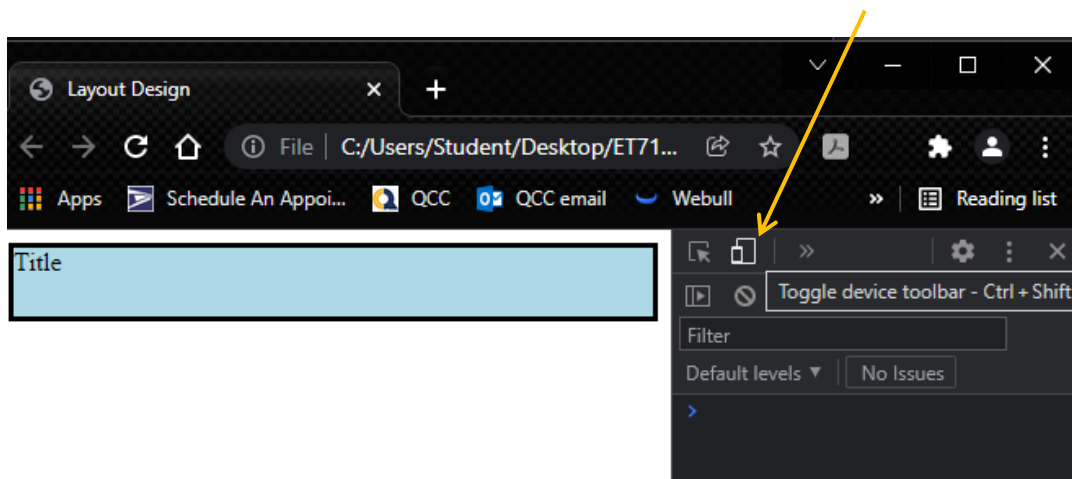 Layout Design
File C:/Users/Student/Desktop/ET71...
Apps Schedule An Appoi... QCC QCC email Webull » Reading list
Title
»
Toggle device toolbar - Ctrl + Shift
Filter
Default levels ▼ No Issues
>